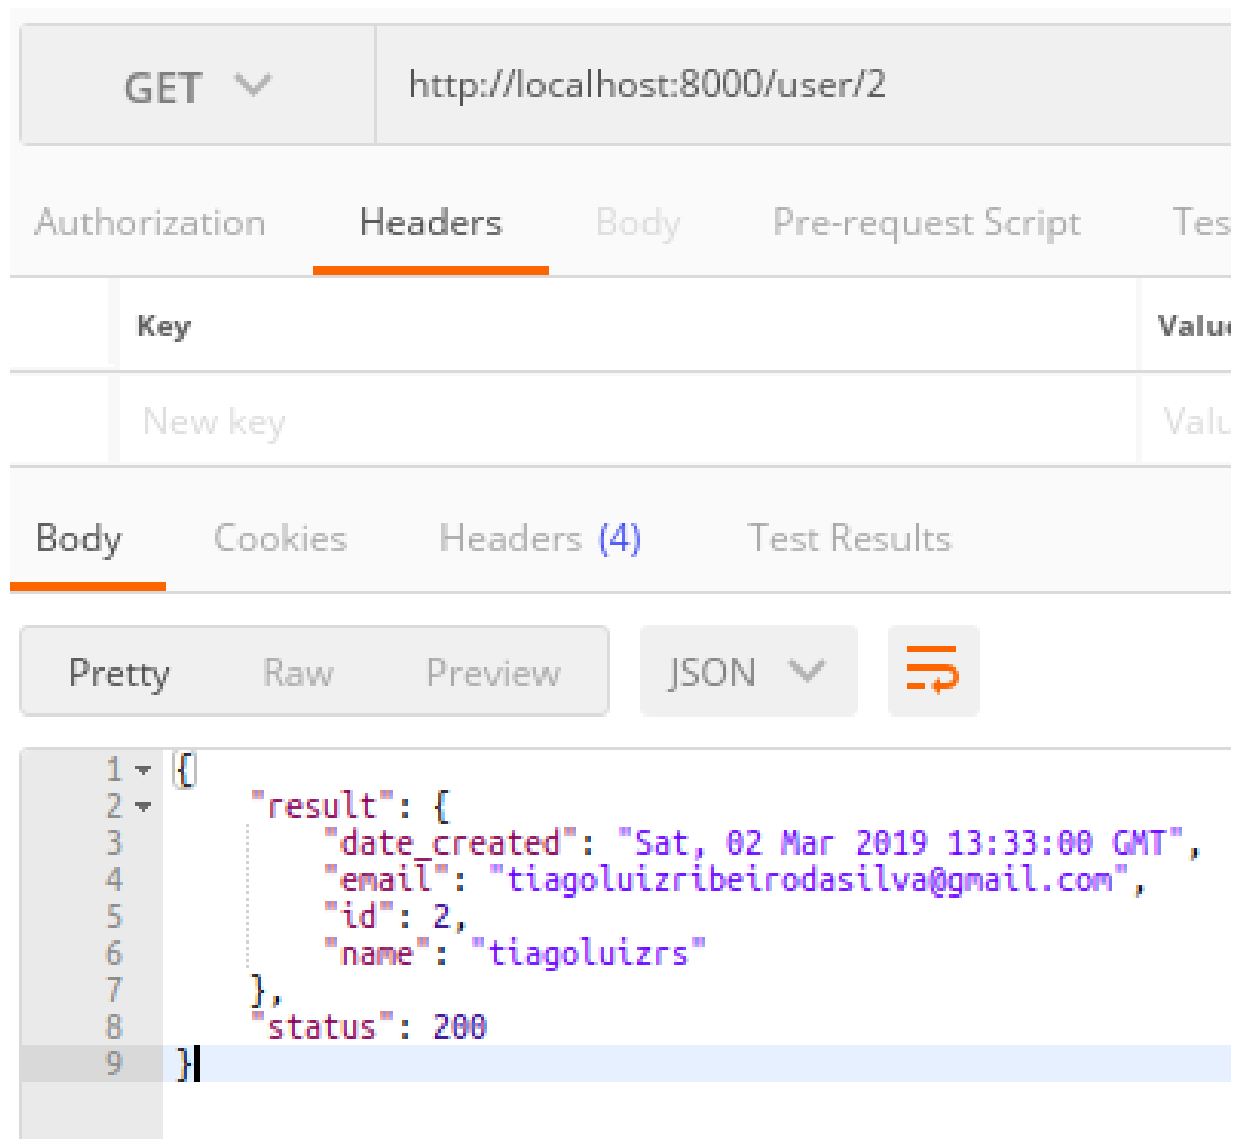 GET http://localhost:8000/user/2
Authorization Headers Body Pre-request Script
Key
New key
Body Cookies Headers (4) Test Results
Pretty Raw Preview JSON
1 {
2 "result": {
3 "date_created": "Sat, 02 Mar 2019 13:33:00 GMT",
4 "email": "tiagoluizribeirodasilva@gmail.com",
5 "id": 2,
6 "name": "tiagoluizrs"
7 },
8 "status": 200
9 }